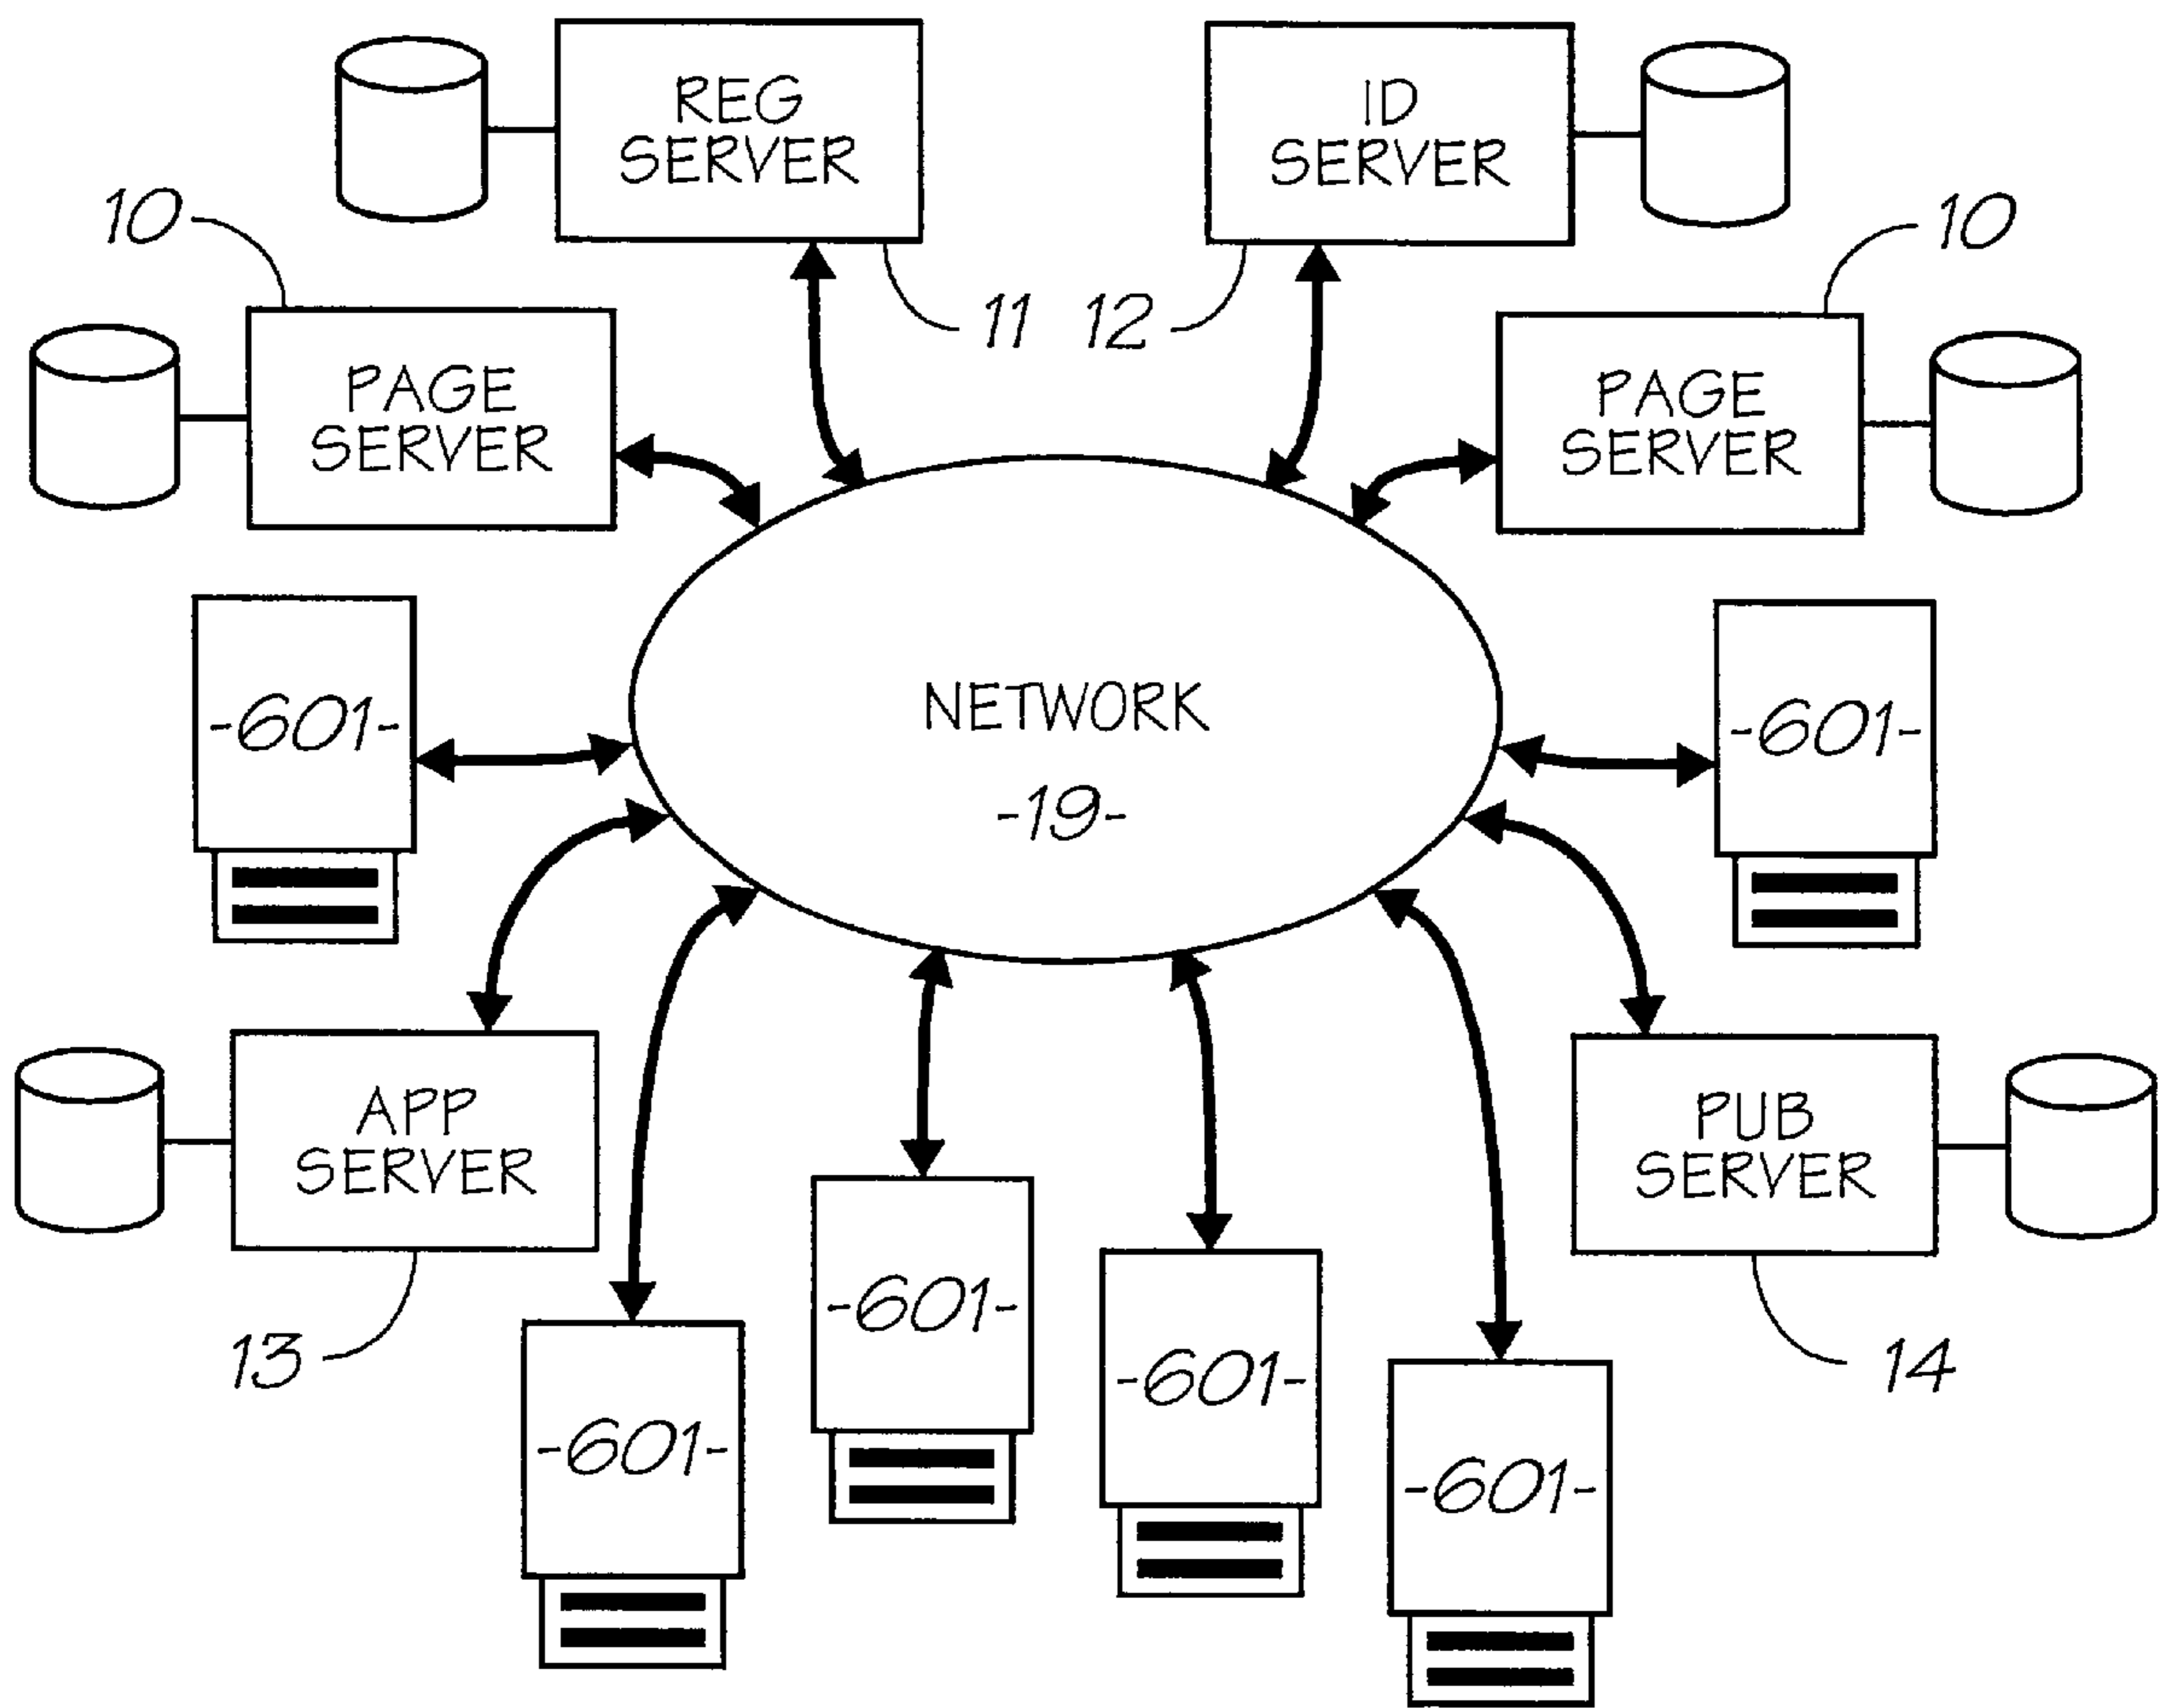 REG
SERVER
ID
SERVER
10
10
11
12
PAGE
SERVER
PAGE
SERVER
-601-
NETWORK
-19-
-601-
APP
SERVER
PUB
SERVER
-601-
-601-
13
14
-601-
-601-